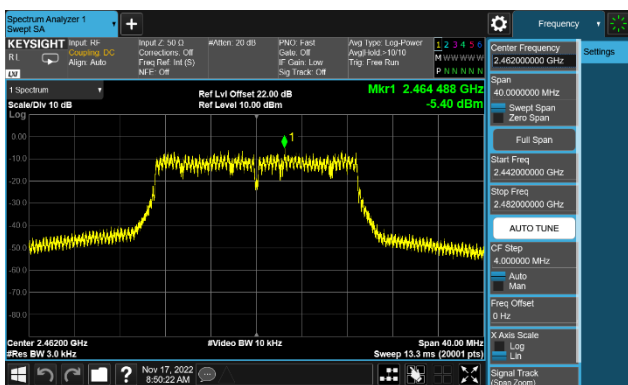 Spectrum Analyzer 1
Swept SA
Frequency
KEYSIGHT
Input: RF
Input Z: 50 Ω
#Atten: 20 dB
PNO: Fast
Avg Type: Log-Power
1 2 3 4 5 6
RL
Coupling: DC
Corrections: Off
Gate: Off
Avg|Hold:>10/10
M W W W W W
Align: Auto
Freq Ref: Int (S)
IF Gain: Low
Trig: Free Run
NFE: Off
Sig Track: Off
P N N N N N
LXI
1 Spectrum
Ref Lvl Offset 22.00 dB
Mkr1 2.464 488 GHz
Scale/Div 10 dB
Ref Level 10.00 dBm
-5.40 dBm
Log
1
0.00
-10.0
-20.0
-30.0
-40.0
-50.0
-60.0
-70.0
-80.0
Center 2.46200 GHz
#Video BW 10 kHz
Span 40.00 MHz
#Res BW 3.0 kHz
Sweep 13.3 ms (20001 pts)
?
Nov 17, 2022
8:50:22 AM
Center Frequency
2.462000000 GHz
Settings
Span
40.0000000 MHz
Swept Span
Zero Span
Full Span
Start Freq
2.442000000 GHz
Stop Freq
2.482000000 GHz
AUTO TUNE
CF Step
4.000000 MHz
Auto
Man
Freq Offset
0 Hz
X Axis Scale
Log
Lin
Signal Track
(Span Zoom)